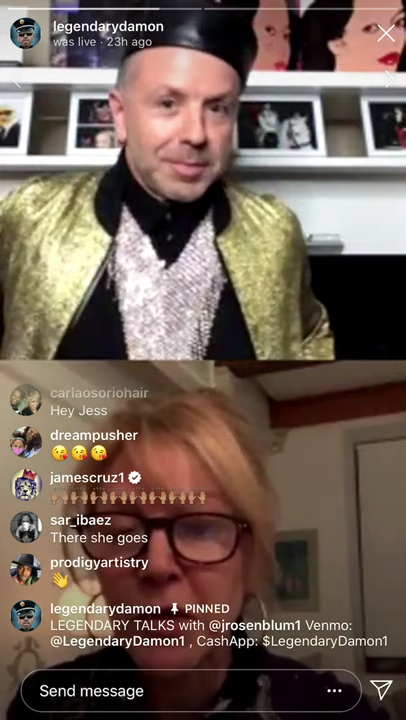 legendarydamon
was live · 23h ago
carlaosoriohair
Hey Jess
dreampusher
😘😘😘
jamescruz1
🙌🏽🙌🏽🙌🏽🙌🏽🙌🏽🙌🏽🙌🏽🙌🏽🙌🏽🙌🏽🙌🏽
sar_ibaez
There she goes
prodigyartistry
👋
legendarydamon PINNED
LEGENDARY TALKS with @jrosenblum1 Venmo:
@LegendaryDamon1 , CashApp: $LegendaryDamon1
Send message